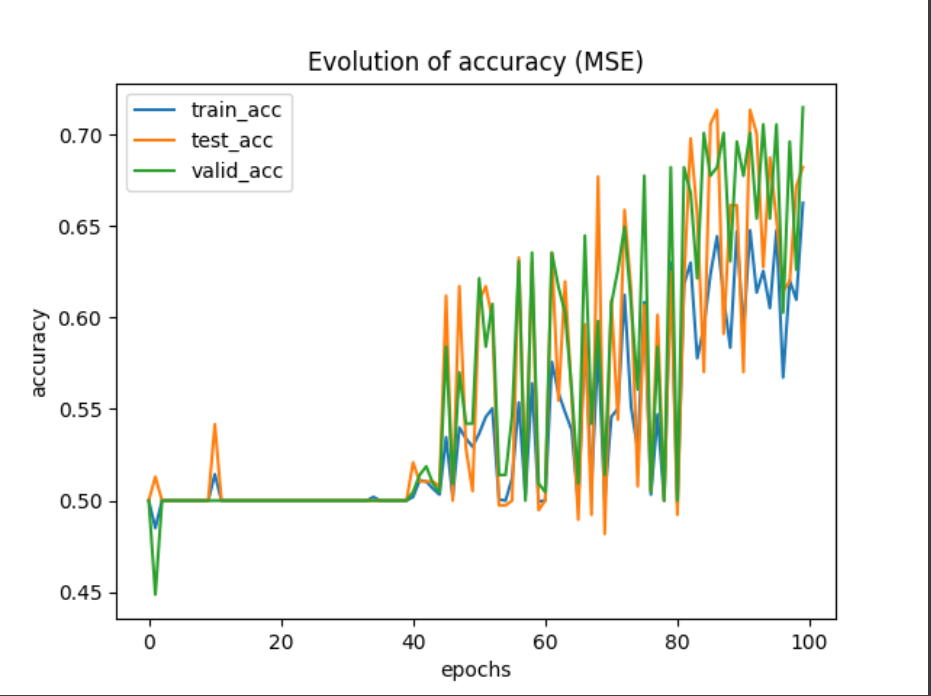 Evolution of accuracy (MSE)
train_acc
test_acc
valid_acc
0.70
0.65
0.60
0.55
0.50
0.45
accuracy
0 20 40 60 80 100
epochs